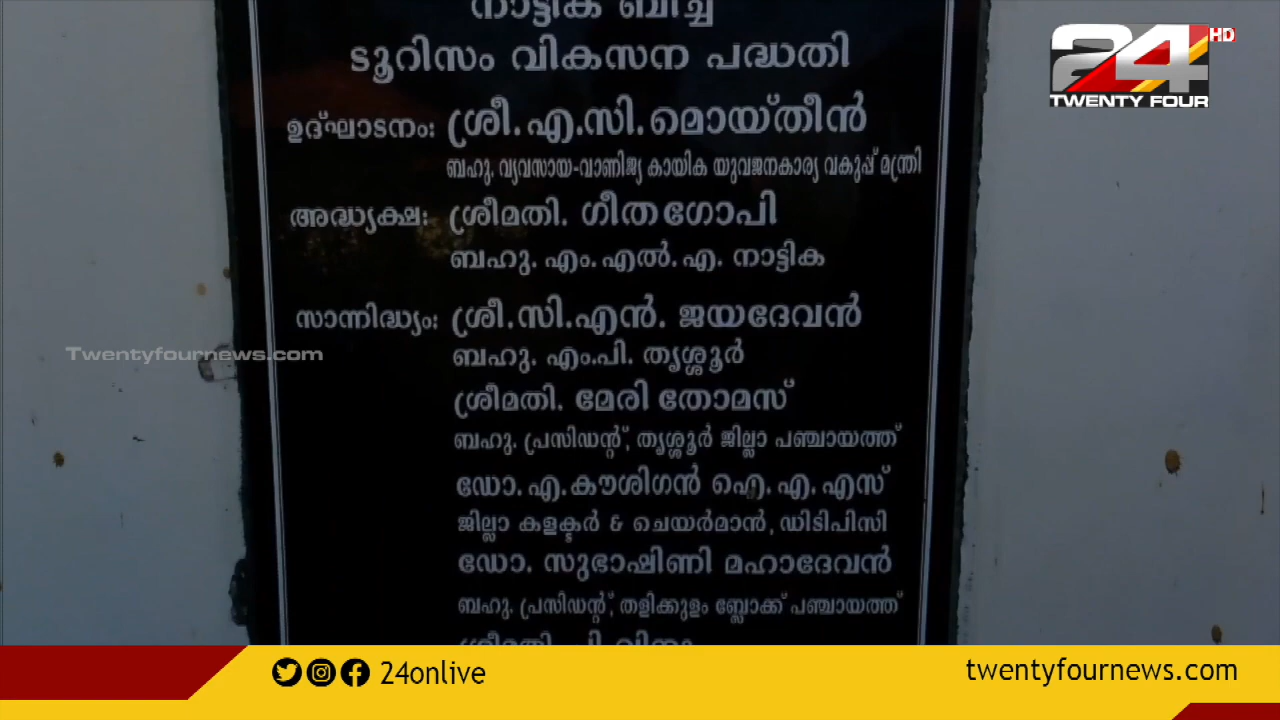 നാട്ടിക ബീച്ച്
ടൂറിസം വികസന പദ്ധതി
ഉദ്ഘാടനം: ശ്രീ.എ.സി.മൊയ്തീൻ
ബഹു. വ്യവസായ-വാണിജ്യ കായിക യുവജനകാര്യ വകുപ്പ് മന്ത്രി
അദ്ധ്യക്ഷ: ശ്രീമതി. ഗീതഗോപി
ബഹു. എം.എൽ.എ. നാട്ടിക
സാന്നിദ്ധ്യം: ശ്രീ.സി.എൻ. ജയദേവൻ
ബഹു. എം.പി. തൃശ്ശൂർ
ശ്രീമതി. മേരി തോമസ്
ബഹു. പ്രസിഡന്റ്, തൃശ്ശൂർ ജില്ലാ പഞ്ചായത്ത്
ഡോ.എ.കൗശിഗൻ ഐ.എ.എസ്
ജില്ലാ കളക്ടർ & ചെയർമാൻ, ഡിടിപിസി
ഡോ. സുഭാഷിണി മഹാദേവൻ
ബഹു. പ്രസിഡന്റ്, തളിക്കുളം ബ്ലോക്ക് പഞ്ചായത്ത്
24 HD
TWENTY FOUR
Twentyfournews.com
24onlive
twentyfournews.com